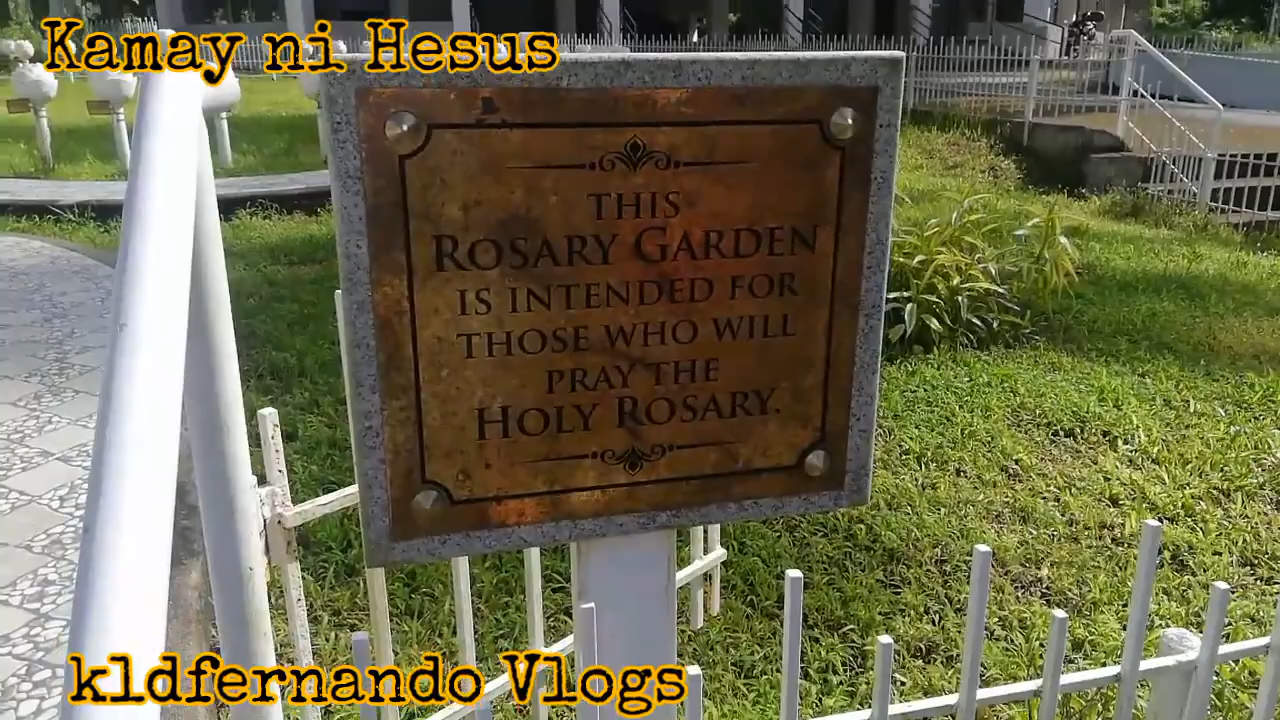 Kamay ni Hesus
THIS
ROSARY GARDEN
IS INTENDED FOR
THOSE WHO WILL
PRAY THE
HOLY ROSARY.
kldfernando Vlogs